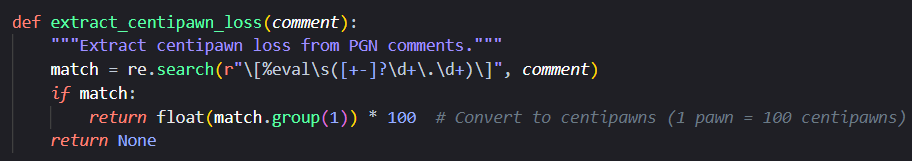 def extract_centipawn_loss(comment):
    """Extract centipawn loss from PGN comments."""
    match = re.search(r"\[%eval\s([+-]?\d+\.\d+)\]", comment)
    if match:
        return float(match.group(1)) * 100  # Convert to centipawns (1 pawn = 100 centipawns)
    return None